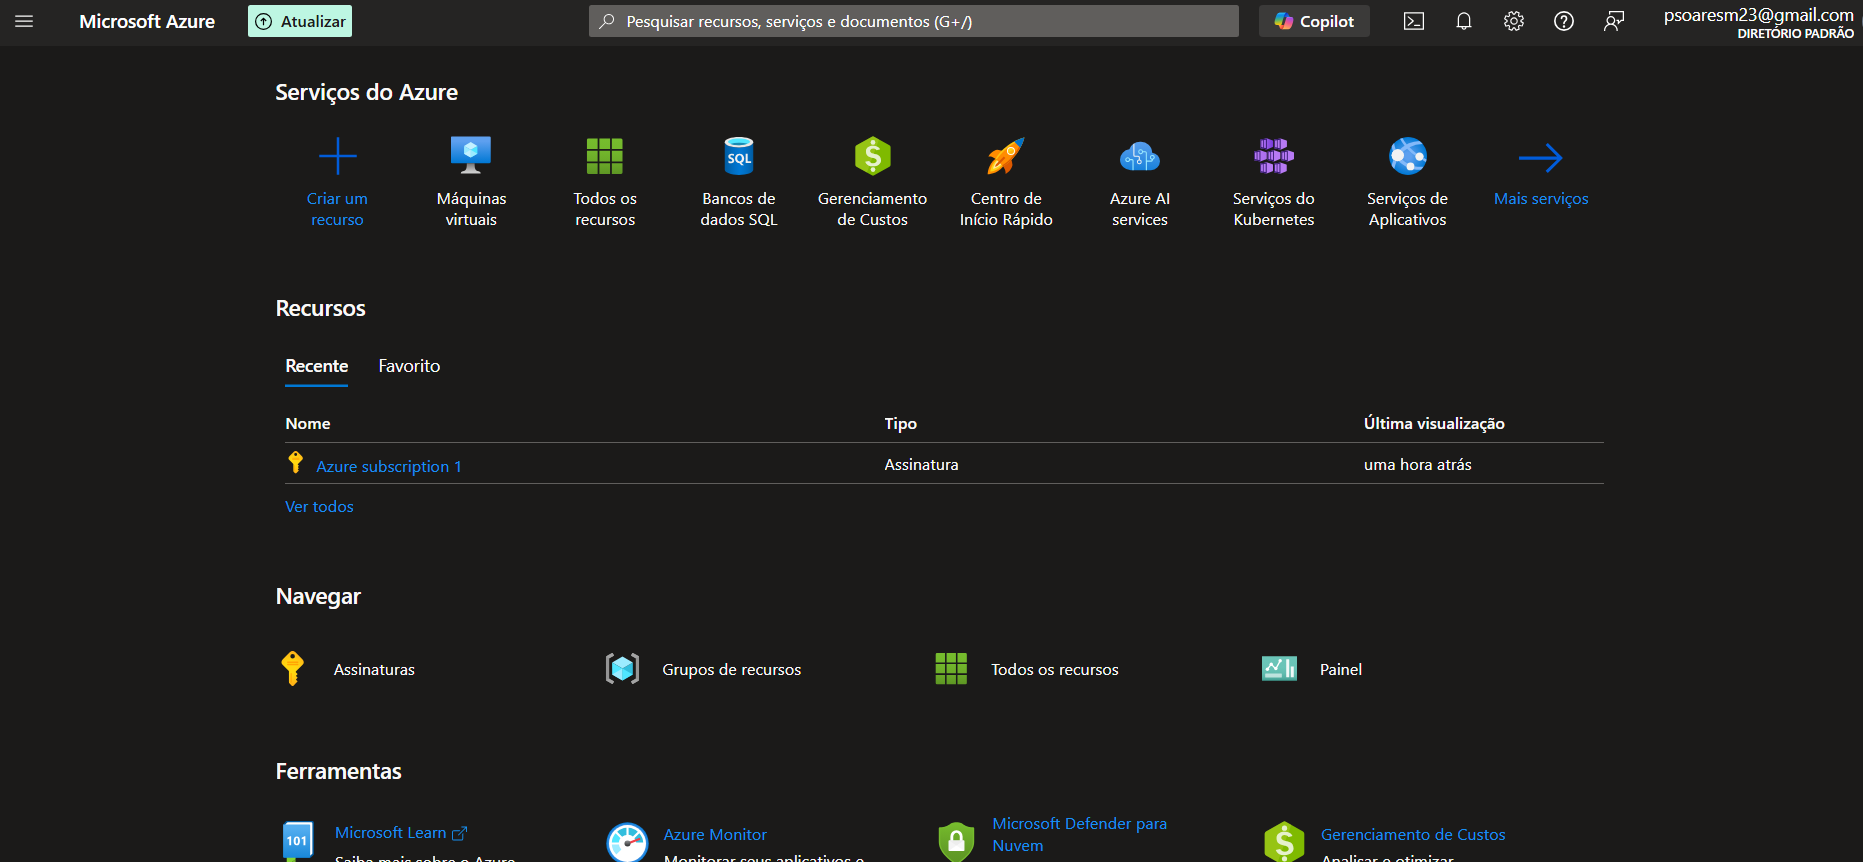 Microsoft Azure
Atualizar
Pesquisar recursos, serviços e documentos (G+/)
Copilot
psoaresm23@gmail.com
DIRETÓRIO PADRÃO
Serviços do Azure
Criar um
recurso
Máquinas
virtuais
Todos os
recursos
SQL
Bancos de
dados SQL
Gerenciamento
de Custos
Centro de
Início Rápido
Azure AI
services
Serviços do
Kubernetes
Serviços de
Aplicativos
Mais serviços
Recursos
Recente
Favorito
Nome
Tipo
Última visualização
Azure subscription 1
Assinatura
uma hora atrás
Ver todos
Navegar
Assinaturas
Grupos de recursos
Todos os recursos
Painel
Ferramentas
101
Microsoft Learn
Saiba mais sobre o Azure
Azure Monitor
Monitorar seus aplicativos e
Microsoft Defender para
Nuvem
Gerenciamento de Custos
Analisar e otimizar